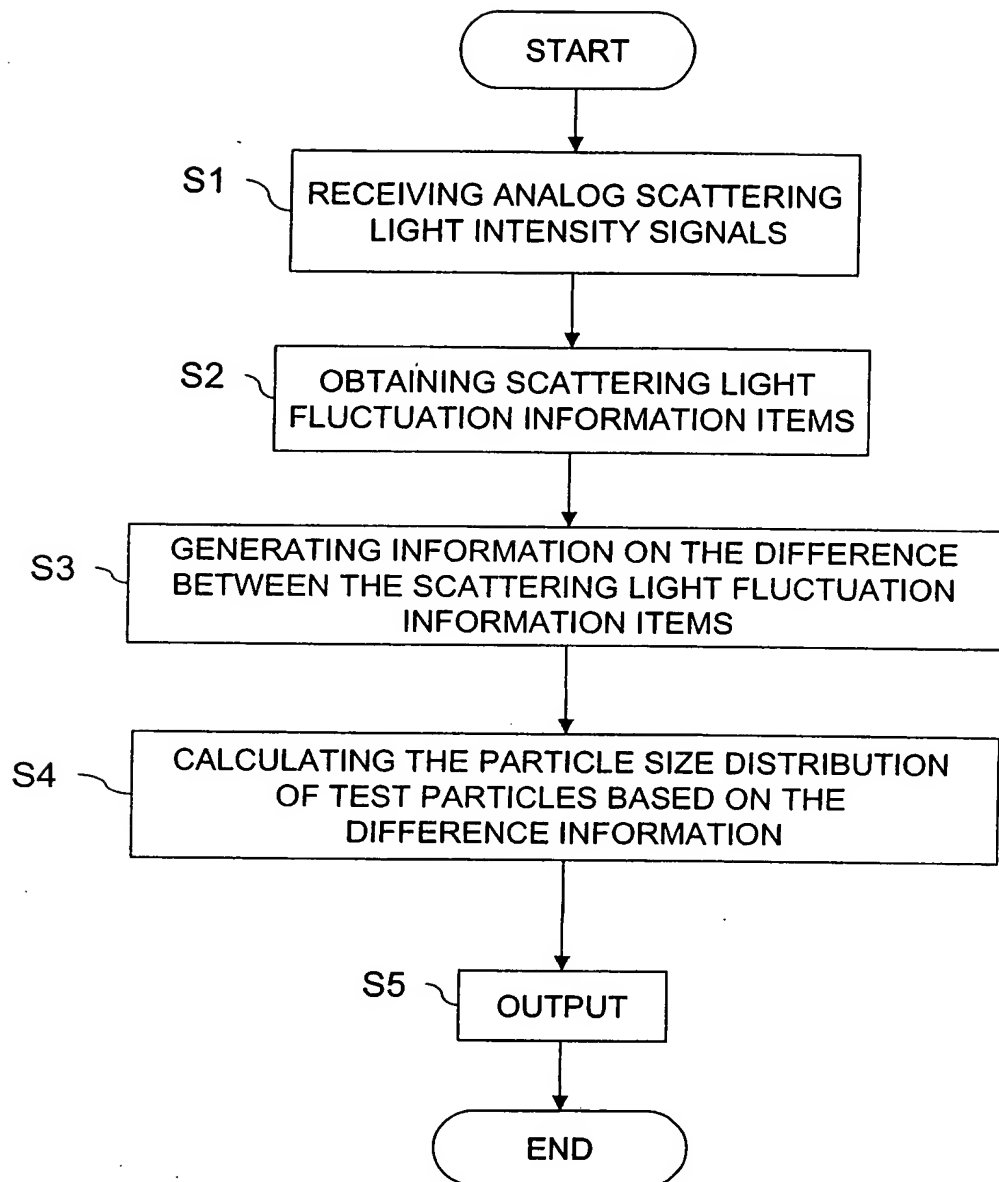 START
S1
RECEIVING ANALOG SCATTERING
LIGHT INTENSITY SIGNALS
S2
OBTAINING SCATTERING LIGHT
FLUCTUATION INFORMATION ITEMS
S3
GENERATING INFORMATION ON THE DIFFERENCE
BETWEEN THE SCATTERING LIGHT FLUCTUATION
INFORMATION ITEMS
S4
CALCULATING THE PARTICLE SIZE DISTRIBUTION
OF TEST PARTICLES BASED ON THE
DIFFERENCE INFORMATION
S5
OUTPUT
END